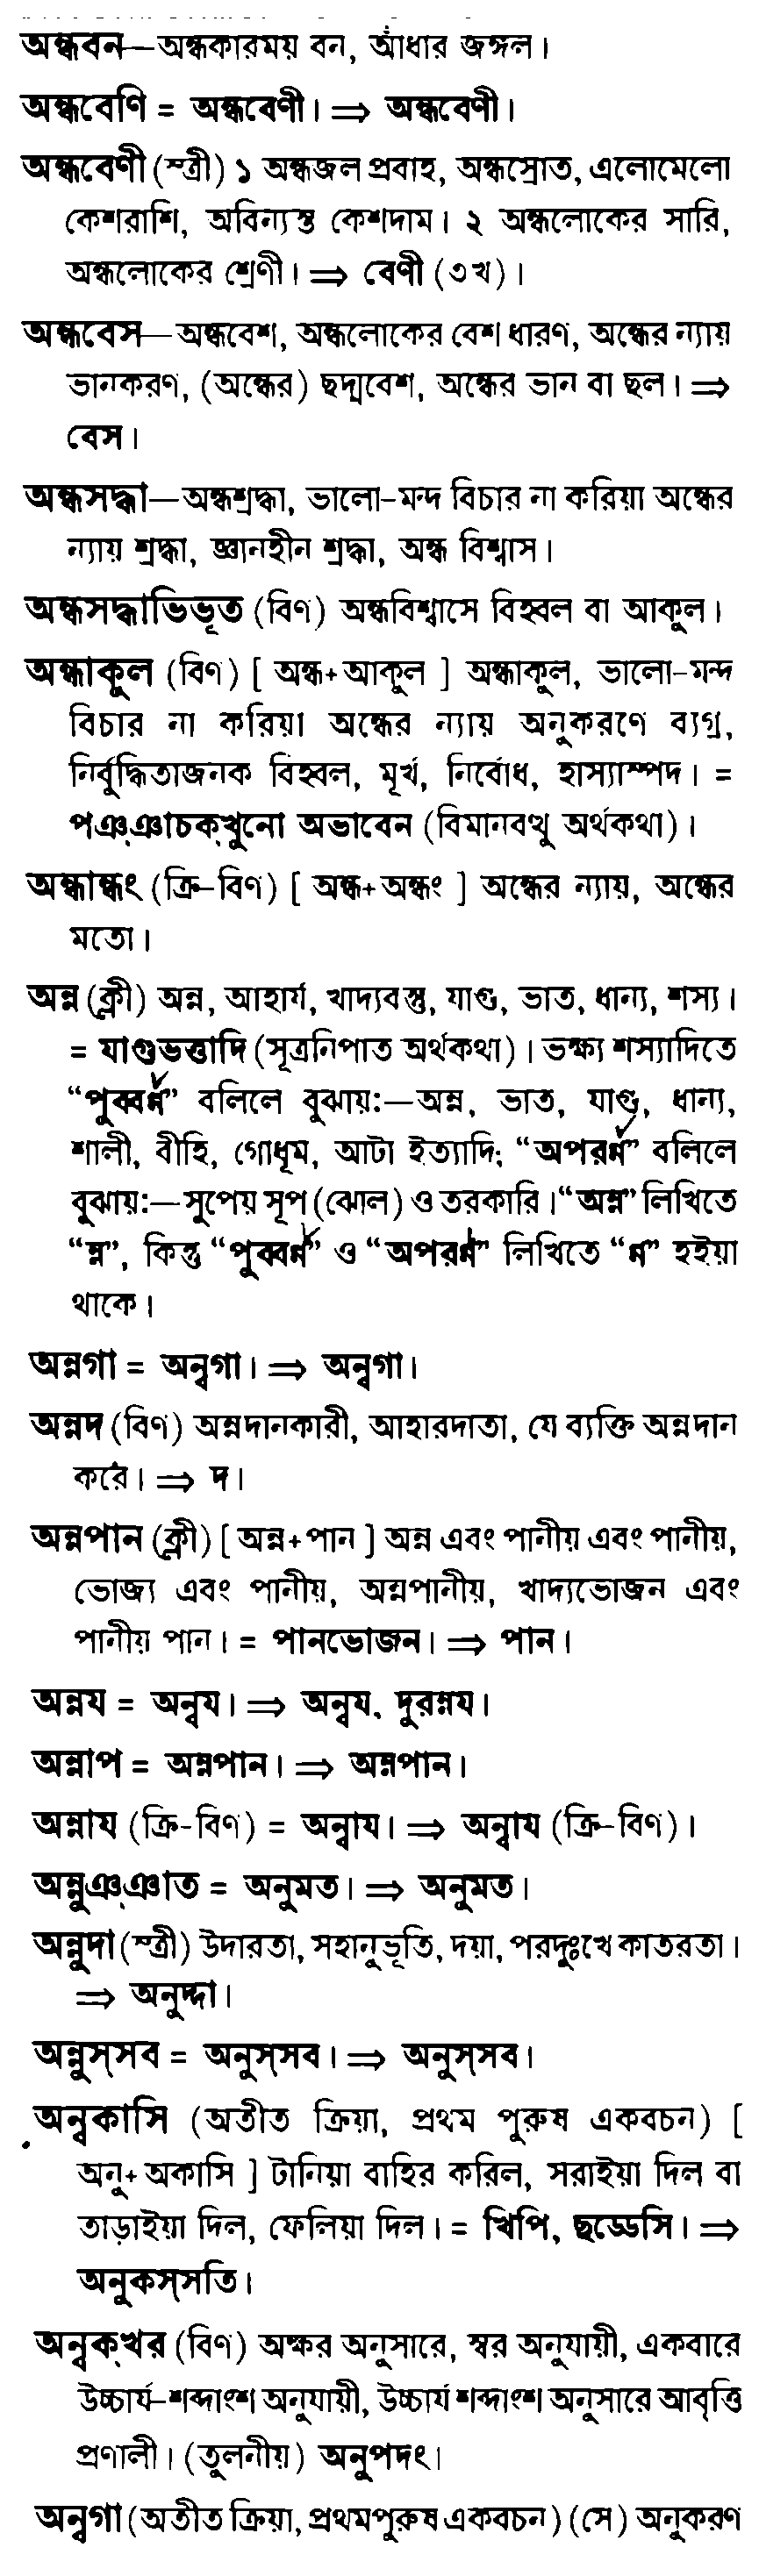 অন্ধবন—অন্ধকারময় বন, আঁধার জঙ্গল।
অন্ধবেণি = অন্ধবেণী। ⇒ অন্ধবেণী।
অন্ধবেণী (স্ত্রী) ১ অন্ধজল প্রবাহ, অন্ধস্রোত, এলোমেলো
কেশরাশি, অবিন্যস্ত কেশদাম। ২ অন্ধলোকের সারি,
অন্ধলোকের শ্রেণী। ⇒ বেণী (৩খ)।
অন্ধবেস—অন্ধবেশ, অন্ধলোকের বেশ ধারণ, অন্ধের ন্যায়
ভানকরণ, (অন্ধের) ছদ্মবেশ, অন্ধের ভান বা ছল। ⇒
বেস।
অন্ধসদ্ধা—অন্ধশ্রদ্ধা, ভালো-মন্দ বিচার না করিয়া অন্ধের
ন্যায় শ্রদ্ধা, জ্ঞানহীন শ্রদ্ধা, অন্ধ বিশ্বাস।
অন্ধসদ্ধাভিভূত (বিণ) অন্ধবিশ্বাসে বিহ্বল বা আকুল।
অন্ধাকুল (বিণ) [ অন্ধ+আকুল ] অন্ধাকুল, ভালো-মন্দ
বিচার না করিয়া অন্ধের ন্যায় অনুকরণে ব্যগ্র,
নির্বুদ্ধিতাজনক বিহ্বল, মূর্খ, নির্বোধ, হাস্যাস্পদ। =
পঞ্ঞাচক্খুনো অভাবেন (বিমানবত্থু অর্থকথা)।
অন্ধান্ধং (ক্রি-বিণ) [ অন্ধ+অন্ধং ] অন্ধের ন্যায়, অন্ধের
মতো।
অন্ন (ক্লী) অন্ন, আহার্য, খাদ্যবস্তু, যাগু, ভাত, ধান্য, শস্য।
= যাগুভত্তাদি (সূত্রনিপাত অর্থকথা)। ভক্ষ্য শস্যাদিতে
“পুব্বণ্ন” বলিলে বুঝায়:—অন্ন, ভাত, যাগু, ধান্য,
শালী, বীহি, গোধূম, আটা ইত্যাদি; “অপরণ্ন” বলিলে
বুঝায়:—সুপেয় সূপ (ঝোল) ও তরকারি। “অন্ন” লিখিতে
“ন্ন”, কিন্তু “পুব্বণ্ন” ও “অপরণ্ন” লিখিতে “ণ্ন” হইয়া
থাকে।
অন্নগা = অন্বগা। ⇒ অন্বগা।
অন্নদ (বিণ) অন্নদানকারী, আহারদাতা, যে ব্যক্তি অন্নদান
করে। ⇒ দ।
অন্নপান (ক্লী) [ অন্ন+পান ] অন্ন এবং পানীয় এবং পানীয়,
ভোজ্য এবং পানীয়, অন্নপানীয়, খাদ্যভোজন এবং
পানীয় পান। = পানভোজন। ⇒ পান।
অন্নয = অন্বয। ⇒ অন্বয, দুরন্নয।
অন্নাপ = অন্নপান। ⇒ অন্নপান।
অন্নায (ক্রি-বিণ) = অন্বায। ⇒ অন্বায (ক্রি-বিণ)।
অন্নুঞ্ঞাত = অনুমত। ⇒ অনুমত।
অন্নুদা (স্ত্রী) উদারতা, সহানুভূতি, দয়া, পরদুঃখে কাতরতা।
⇒ অনুদ্দা।
অন্নুস্সব = অনুস্সব। ⇒ অনুস্সব।
অন্বকাসি (অতীত ক্রিয়া, প্রথম পুরুষ একবচন) [
অনু+অকাসি ] টানিয়া বাহির করিল, সরাইয়া দিল বা
তাড়াইয়া দিল, ফেলিয়া দিল। = খিপি, ছড্ডেসি। ⇒
অনুকস্সতি।
অন্বক্খর (বিণ) অক্ষর অনুসারে, স্বর অনুযায়ী, একবারে
উচ্চার্য-শব্দাংশ অনুযায়ী, উচ্চার্য শব্দাংশ অনুসারে আবৃত্তি
প্রণালী। (তুলনীয়) অনুপদং।
অন্বগা (অতীত ক্রিয়া, প্রথমপুরুষ একবচন) (সে) অনুকরণ